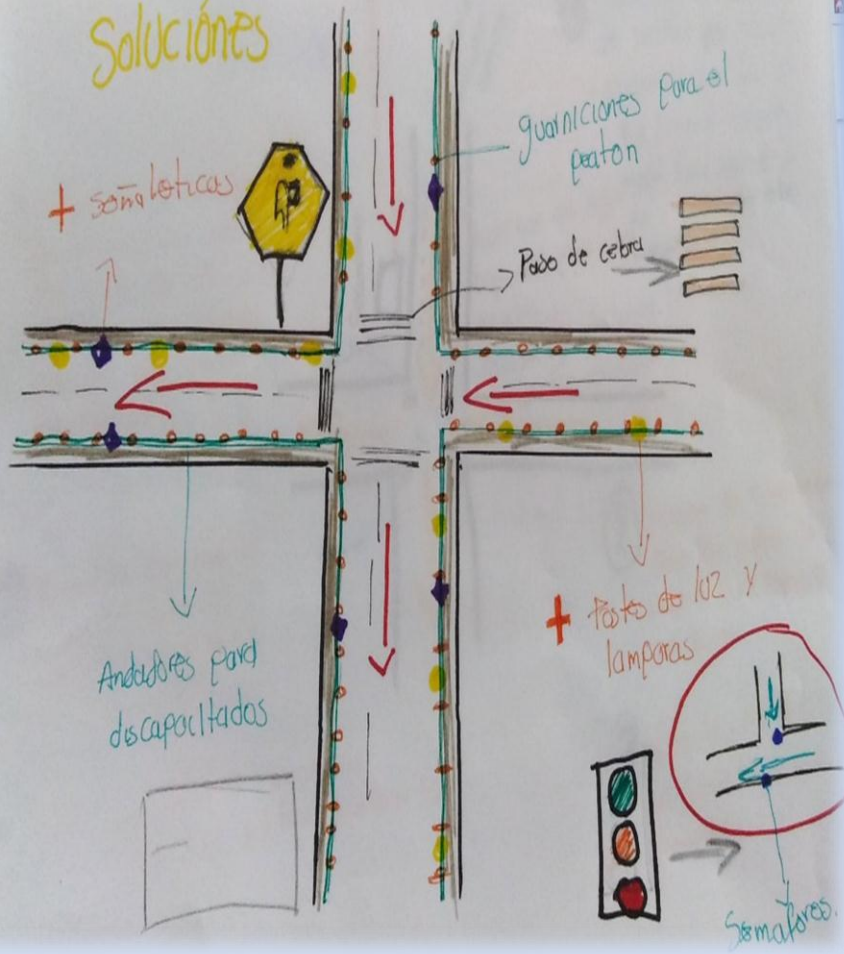 Soluciónes
guarniciones para el
peaton
+ señaleticas
Paso de cebra
+ Postes de luz y
lamparas
Andadores para
discapacitados
Semaforos.